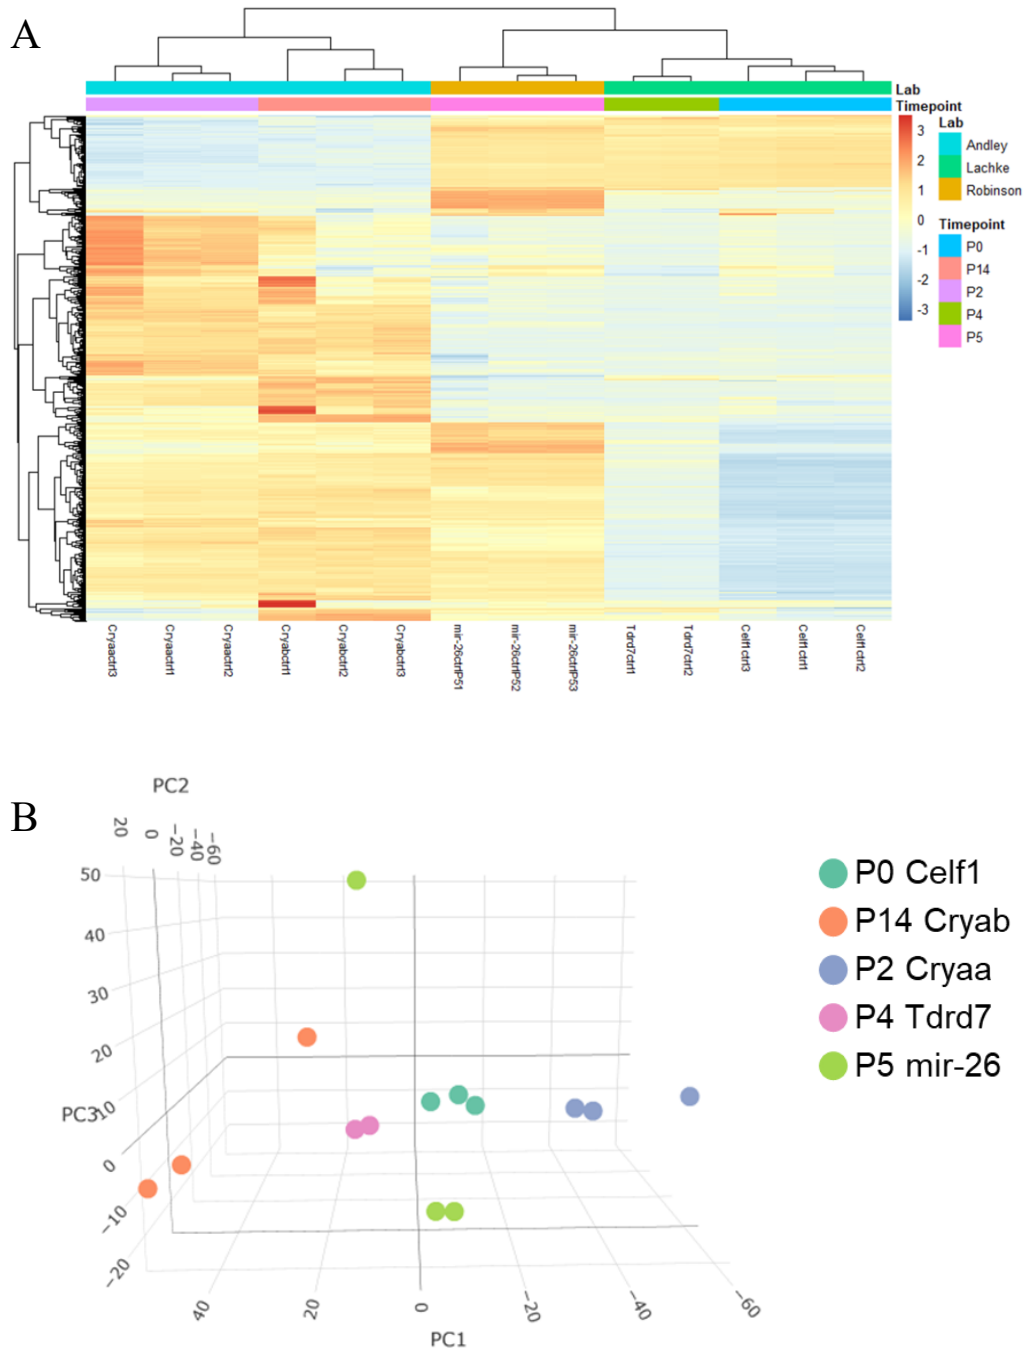 A
Lab
Timepoint
3
2
1
0
-1
-2
-3
Lab
Andley
Lachke
Robinson
Timepoint
P0
P14
P2
P4
P5
Cryaactrl3
Cryaactrl1
Cryaactrl2
Cryabctrl1
Cryabctrl2
Cryabctrl3
mir-26ctrlP51
mir-26ctrlP52
mir-26ctrlP53
Tdrd7ctrl1
Tdrd7ctrl2
Celf1ctrl3
Celf1ctrl1
Celf1ctrl2
B
PC2
20
0
−20
−40
−60
50
40
30
20
10
0
−10
−20
PC3
40
20
0
−20
−40
−60
PC1
P0 Celf1
P14 Cryab
P2 Cryaa
P4 Tdrd7
P5 mir-26